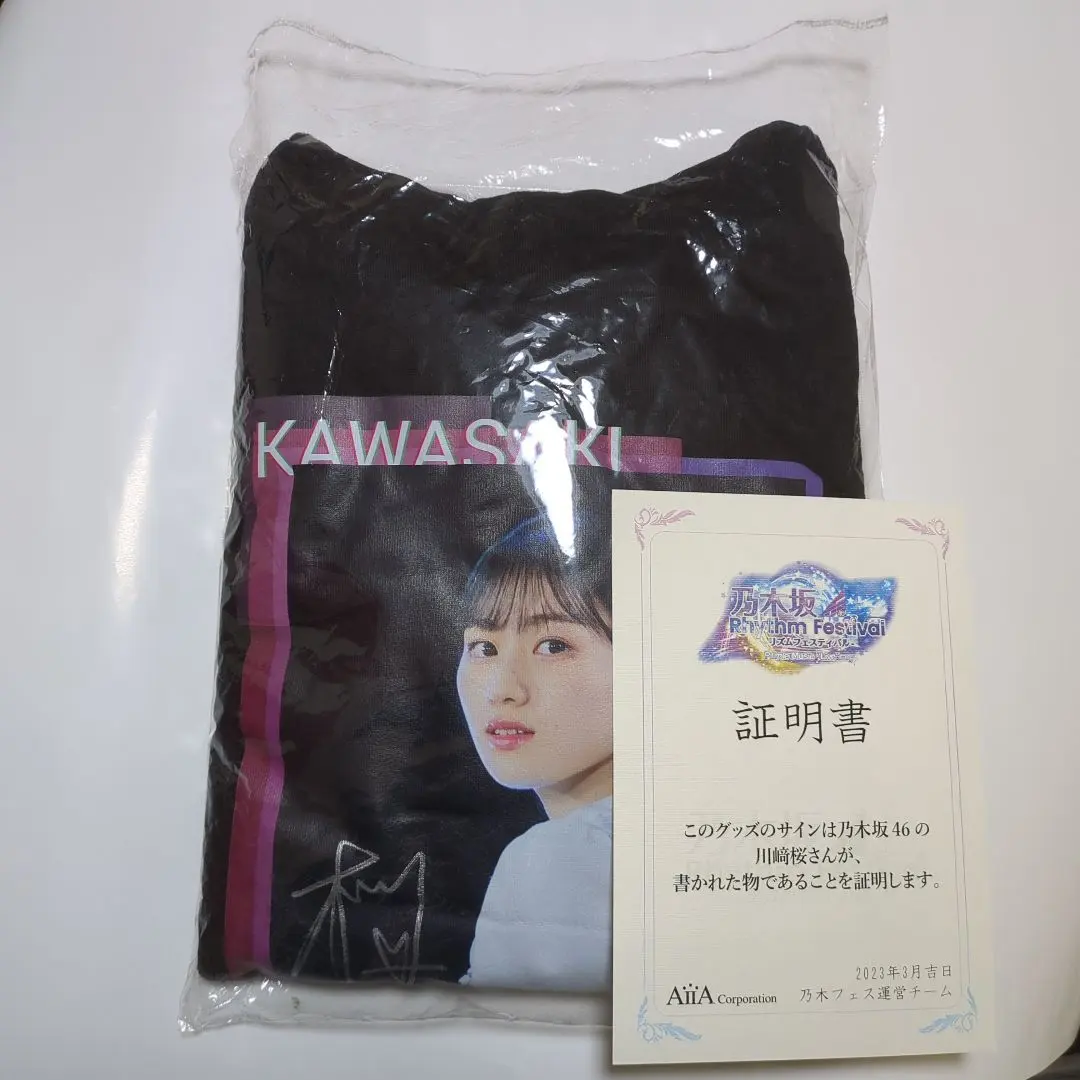 KAWASAKI
乃木坂
Rhythm Festival
リズムフェスティバル
証明書
このグッズのサインは乃木坂46の
川﨑桜さんが、
書かれた物であることを証明します。
2023年3月吉日
AiiA Corporation 乃木フェス運営チーム